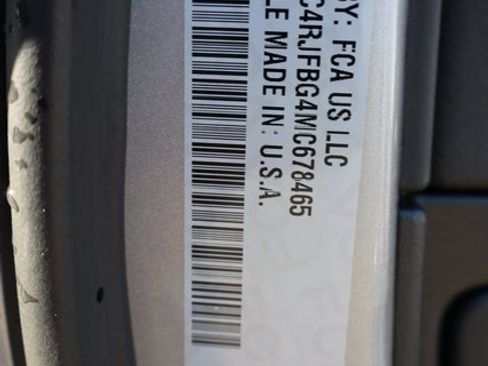 BY: FCA US LLC
C4RJFBG4MC678465
LE MADE IN: U.S.A.